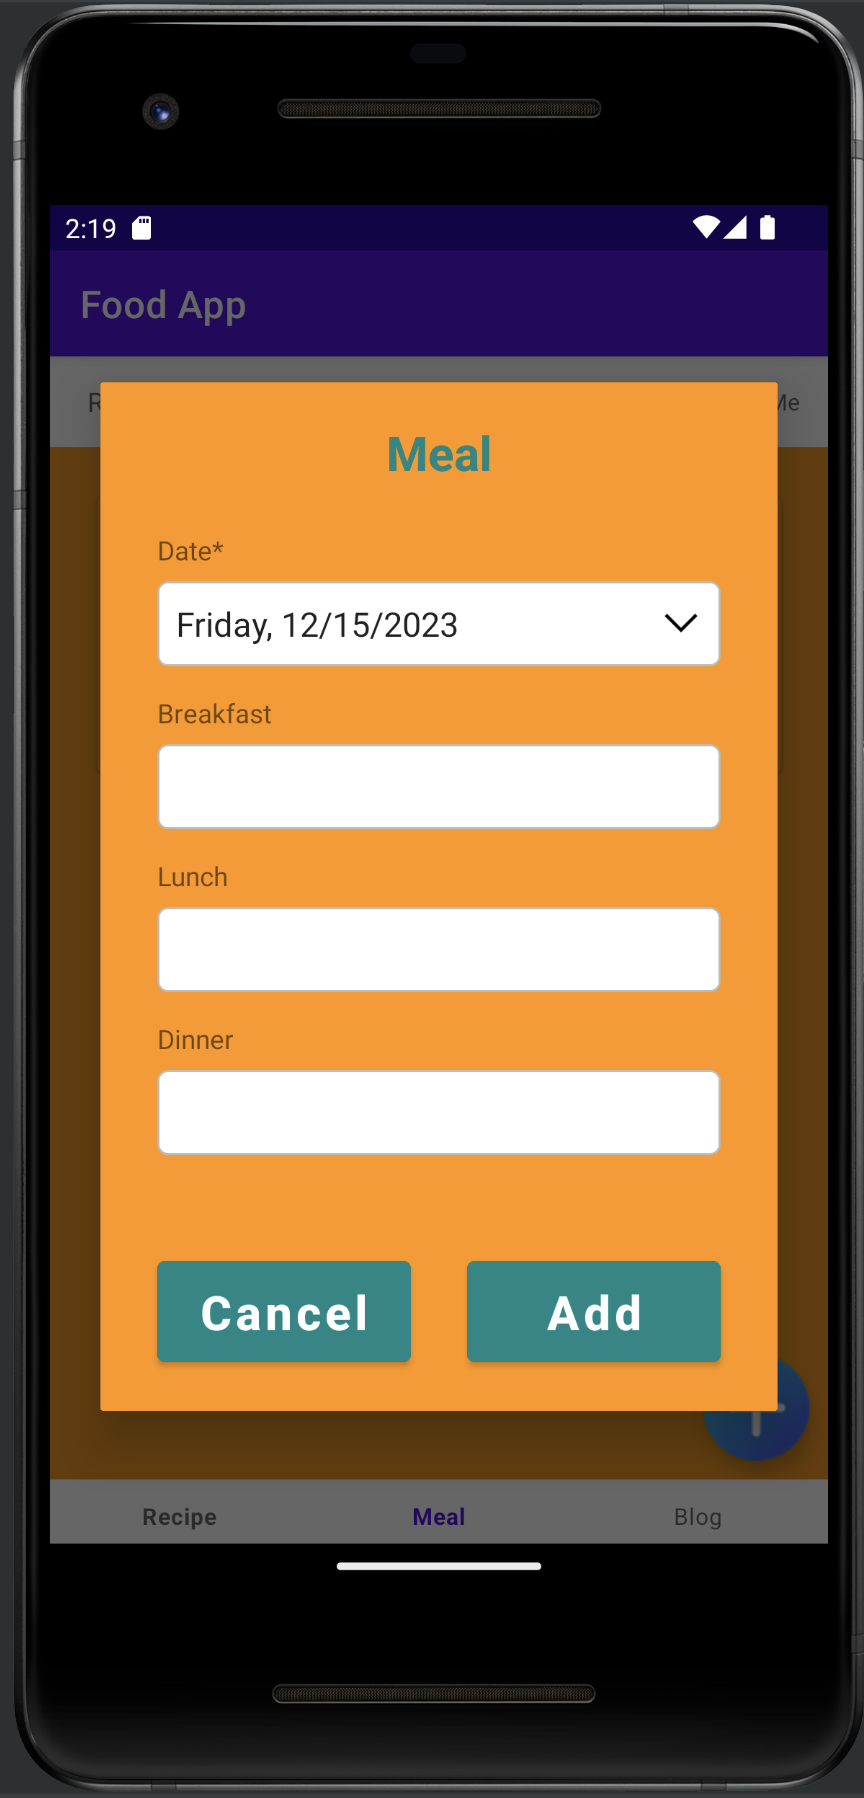 2:19
Food App
R
Me
Meal
Date*
Friday, 12/15/2023
Breakfast
Lunch
Dinner
Cancel
Add
Recipe
Meal
Blog